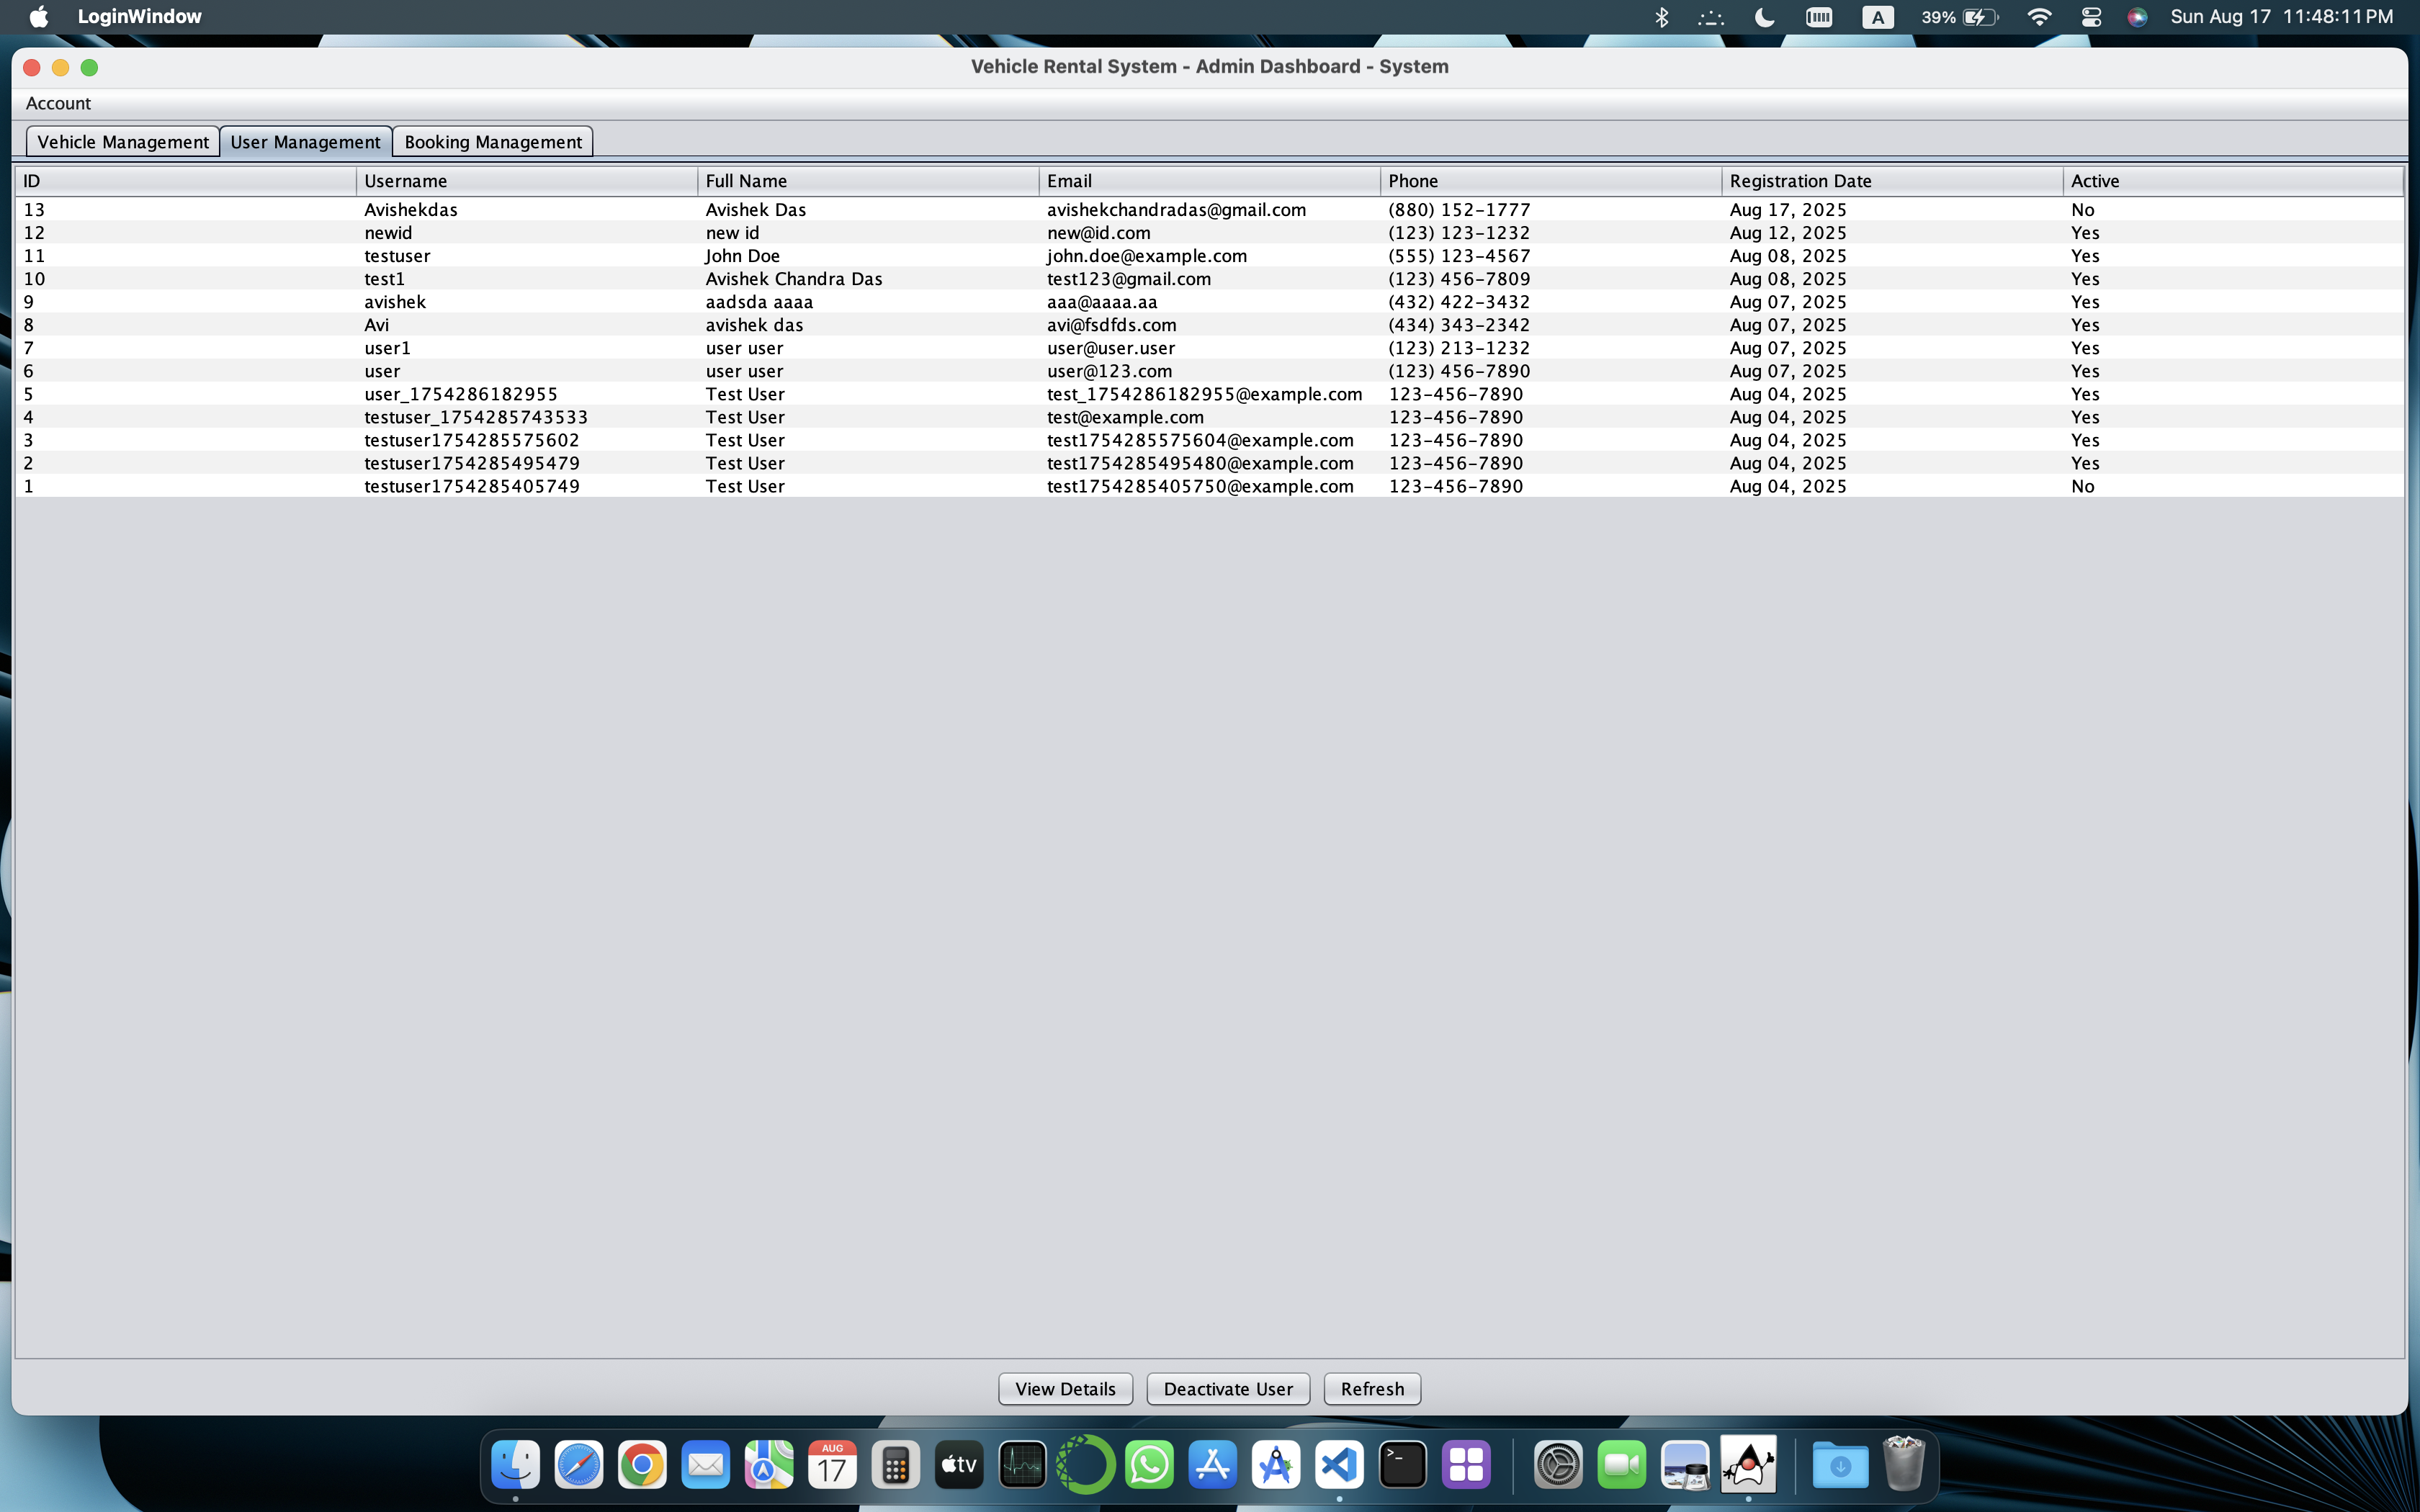 LoginWindow
A
39%
Sun Aug 17 11:48:11 PM
Vehicle Rental System - Admin Dashboard - System
Account
Vehicle Management User Management Booking Management
ID Username Full Name Email Phone Registration Date Active
13 Avishekdas Avishek Das avishekchandradas@gmail.com (880) 152-1777 Aug 17, 2025 No
12 newid new id new@id.com (123) 123-1232 Aug 12, 2025 Yes
11 testuser John Doe john.doe@example.com (555) 123-4567 Aug 08, 2025 Yes
10 test1 Avishek Chandra Das test123@gmail.com (123) 456-7809 Aug 08, 2025 Yes
9 avishek aadsda aaaa aaa@aaaa.aa (432) 422-3432 Aug 07, 2025 Yes
8 Avi avishek das avi@fsdfds.com (434) 343-2342 Aug 07, 2025 Yes
7 user1 user user user@user.user (123) 213-1232 Aug 07, 2025 Yes
6 user user user user@123.com (123) 456-7890 Aug 07, 2025 Yes
5 user_1754286182955 Test User test_1754286182955@example.com 123-456-7890 Aug 04, 2025 Yes
4 testuser_1754285743533 Test User test@example.com 123-456-7890 Aug 04, 2025 Yes
3 testuser1754285575602 Test User test1754285575604@example.com 123-456-7890 Aug 04, 2025 Yes
2 testuser1754285495479 Test User test1754285495480@example.com 123-456-7890 Aug 04, 2025 Yes
1 testuser1754285405749 Test User test1754285405750@example.com 123-456-7890 Aug 04, 2025 No
View Details Deactivate User Refresh
AUG
17
tv